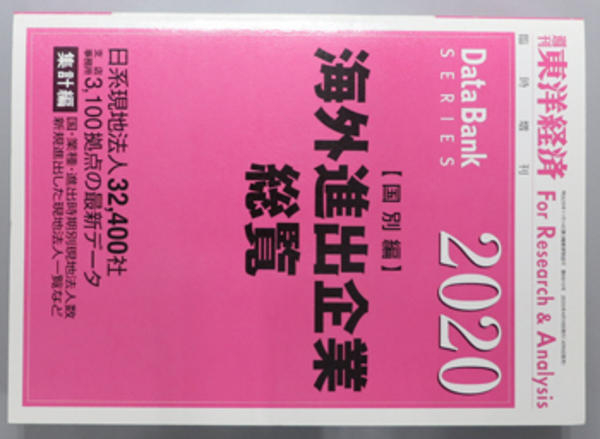 週刊 東洋経済 For Research & Analysis
臨時増刊
DataBank
SERIES
2020
【国別編】
海外進出企業
総覧
日系現地法人32,400社
支店・事務所3,100拠点の最新データ
集計編
国・業種・進出時期別現地法人数
新規進出した現地法人一覧など